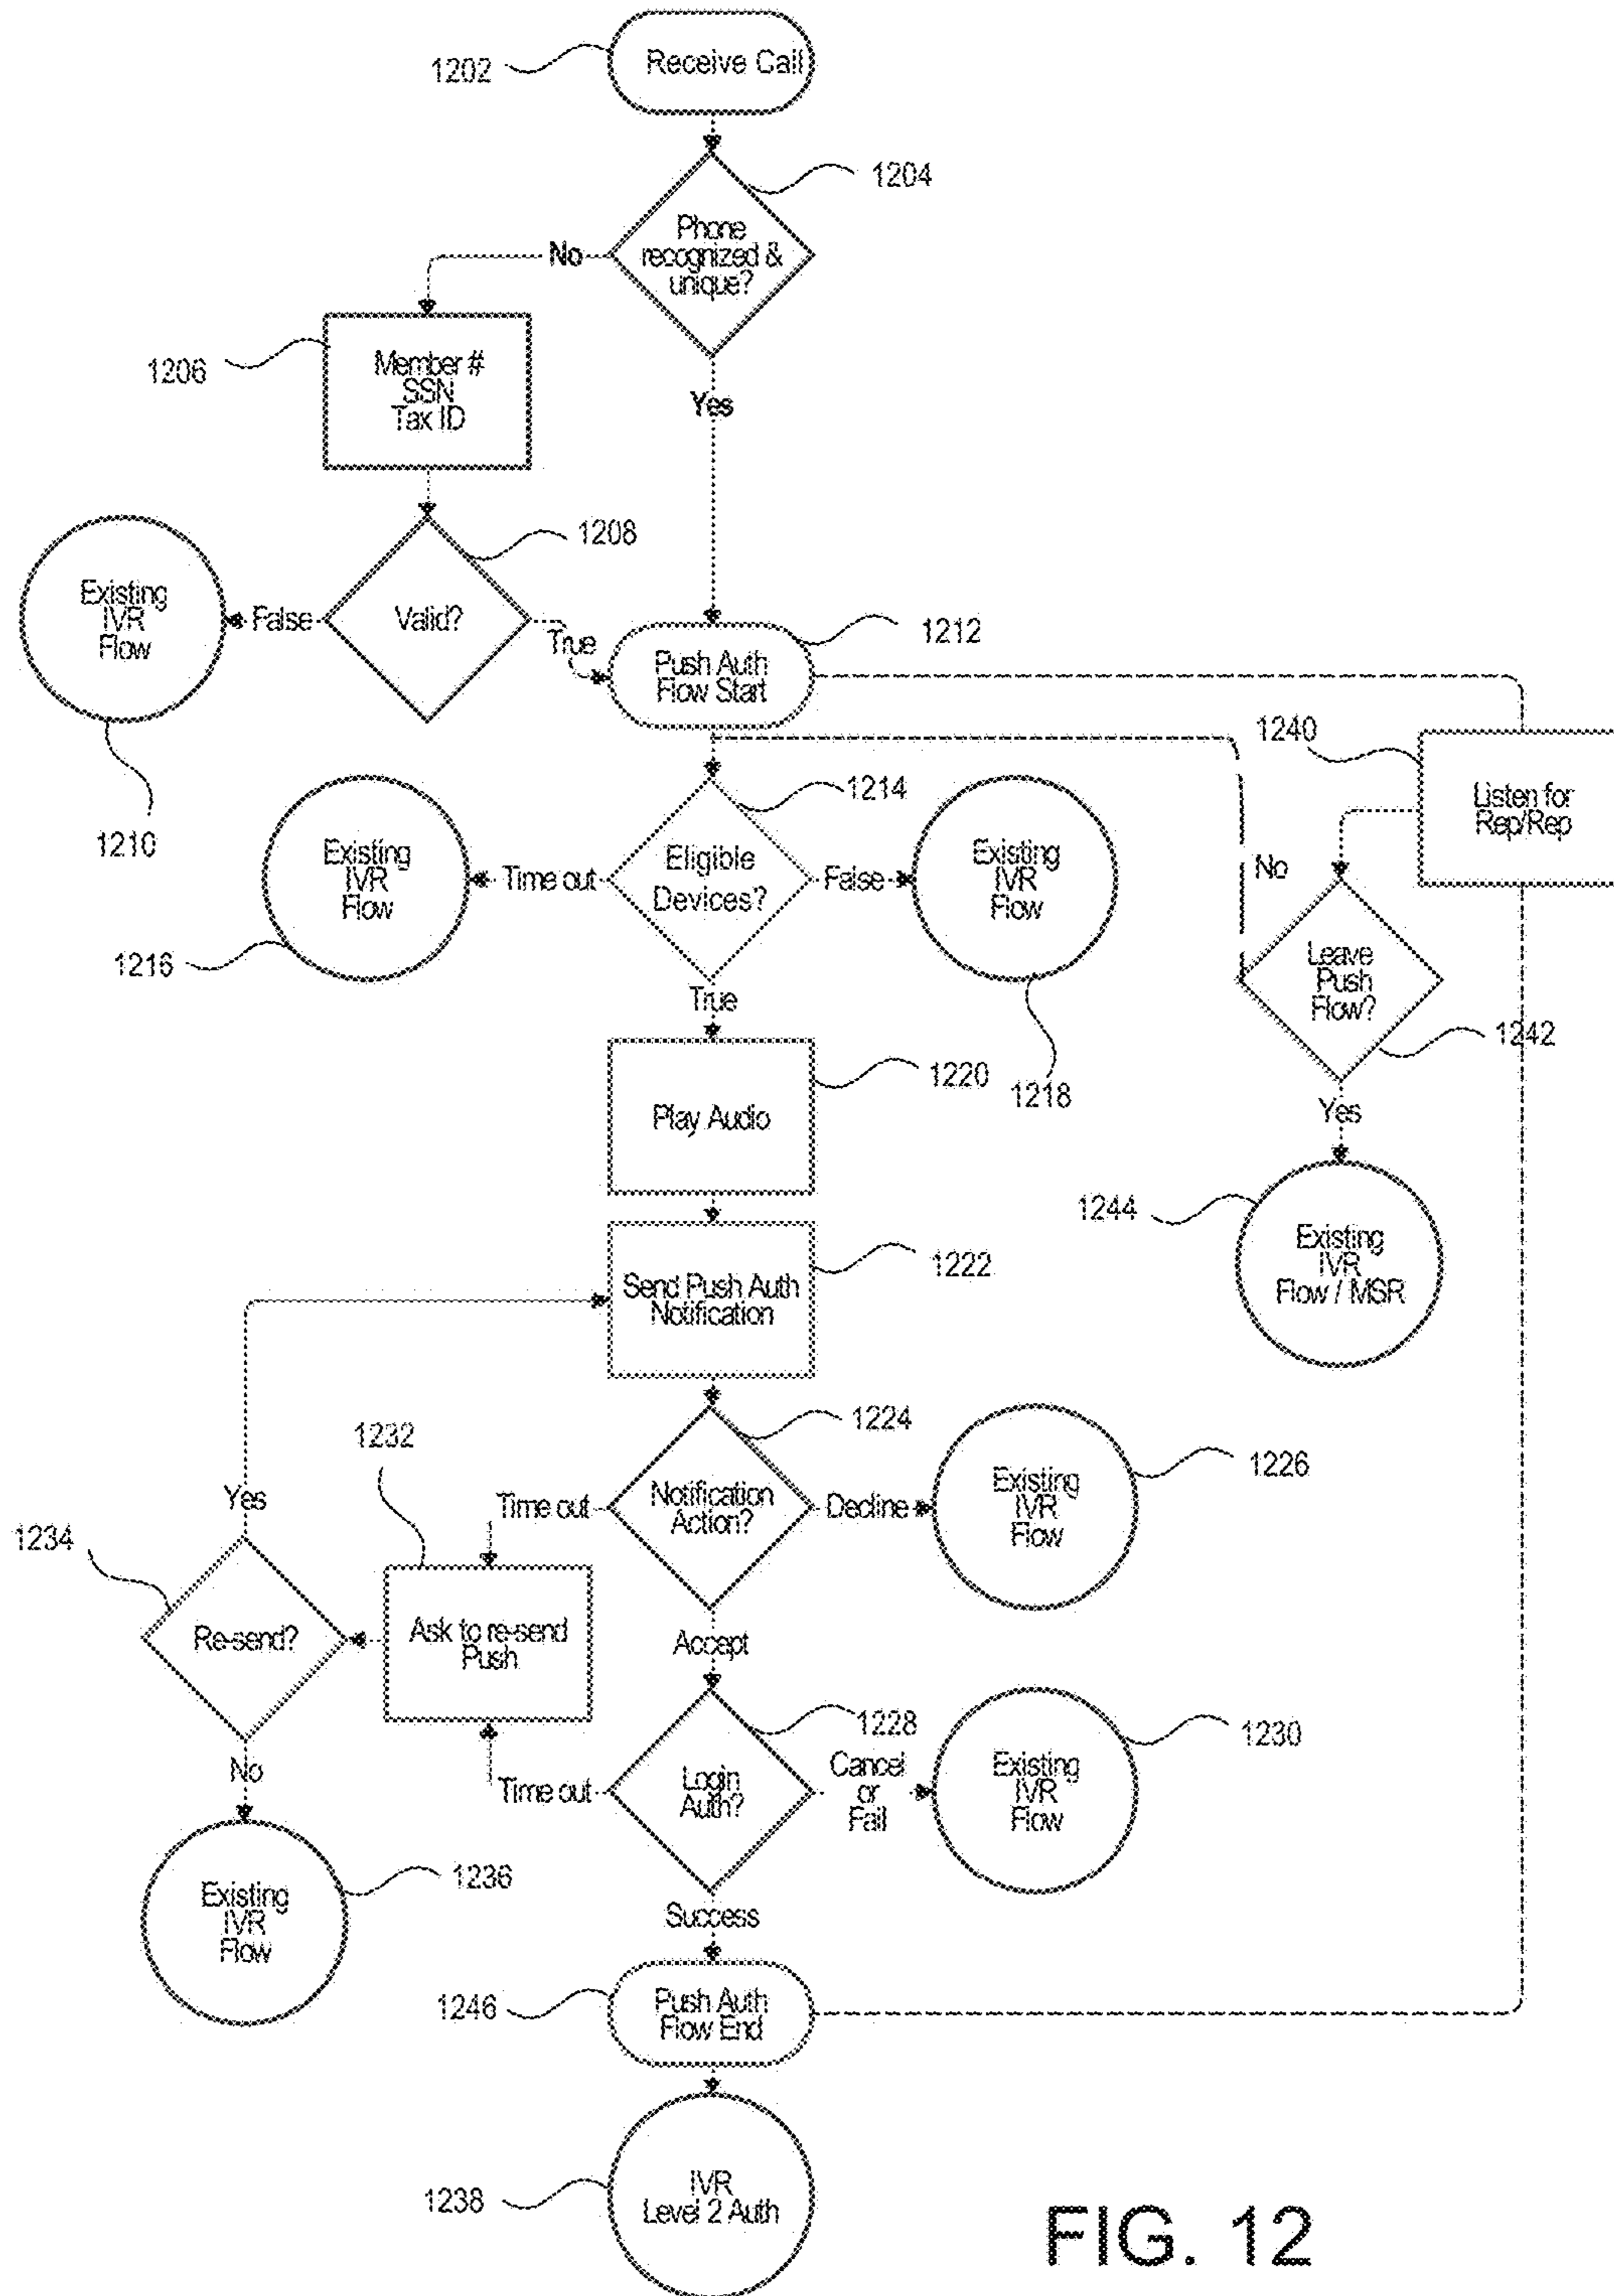 Receive Call
1202
1204
Phone
recognized &
unique?
No
1206
Member #
SSN
Tax ID
Yes
1208
Existing
IVR
Flow
False
Valid?
True
1212
Push Auth
Flow Start
1210
1240
Listen for
Rep/Rep
1214
Existing
IVR
Flow
Time out
Eligible
Devices?
False
Existing
IVR
Flow
No
1216
True
Leave
Push
Flow?
1242
1220
1218
Play Audio
Yes
1244
Existing
IVR
Flow / MSR
1222
Send Push Auth
Notification
1224
1232
Yes
Time out
Notification
Action?
Decline
Existing
IVR
Flow
1226
1234
Re-send?
Ask to re-send
Push
Accept
1228
No
Time out
Login
Auth?
Cancel
or
Fail
Existing
IVR
Flow
1230
Existing
IVR
Flow
1236
Success
1246
Push Auth
Flow End
1238
IVR
Level 2 Auth
FIG. 12